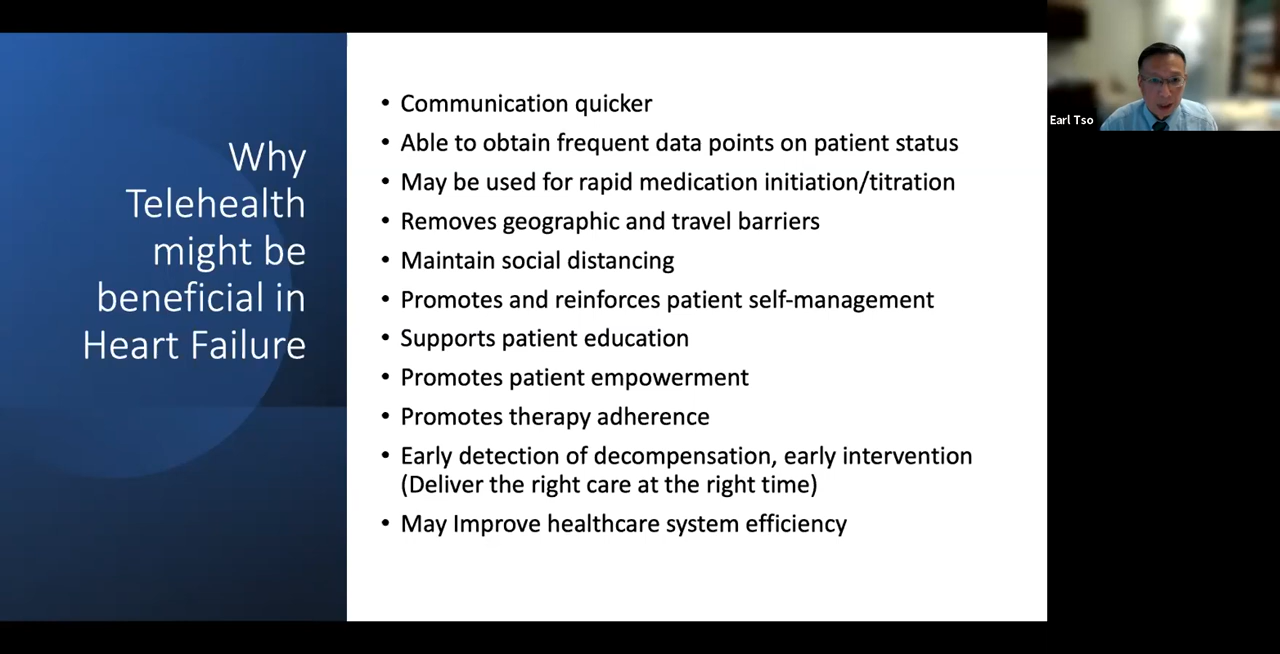 Why
Telehealth
might be
beneficial in
Heart Failure
• Communication quicker
• Able to obtain frequent data points on patient status
• May be used for rapid medication initiation/titration
• Removes geographic and travel barriers
• Maintain social distancing
• Promotes and reinforces patient self-management
• Supports patient education
• Promotes patient empowerment
• Promotes therapy adherence
• Early detection of decompensation, early intervention
(Deliver the right care at the right time)
• May Improve healthcare system efficiency
Earl Tso